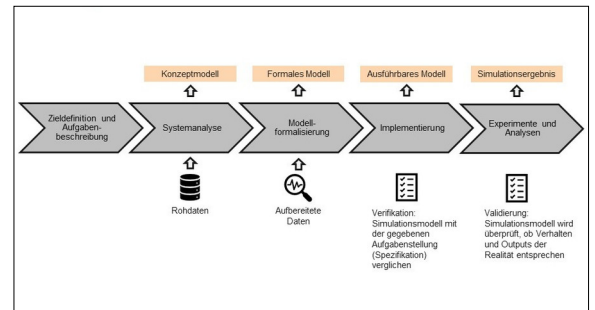 Konzeptmodell
Formales Modell
Ausführbares Modell
Simulationsergebnis
Zieldefinition und
Aufgaben-
beschreibung
Systemanalyse
Modell-
formalisierung
Implementierung
Experimente und
Analysen
Rohdaten
Aufbereitete
Daten
Verifikation:
Simulationsmodell mit
der gegebenen
Aufgabenstellung
(Spezifikation)
verglichen
Validierung:
Simulationsmodell wird
überprüft, ob Verhalten
und Outputs der
Realität entsprechen